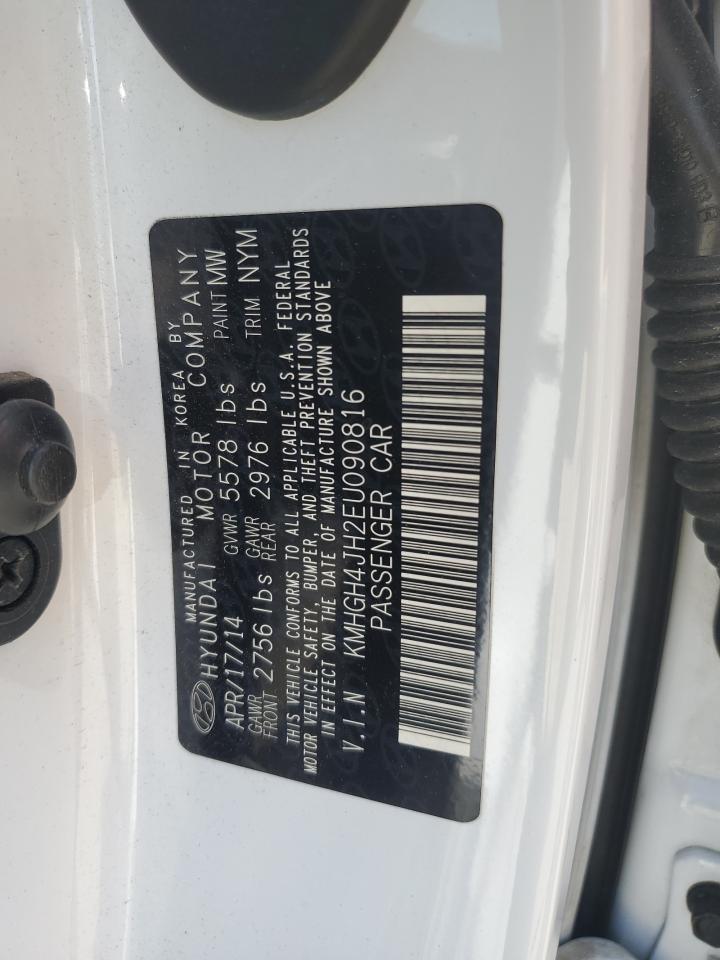 MANUFACTURED IN KOREA BY
HYUNDAI MOTOR COMPANY
APR/17/14 GVWR 5578 lbs PAINT MW
GAWR FRONT 2756 lbs GAWR REAR 2976 lbs TRIM NYM
THIS VEHICLE CONFORMS TO ALL APPLICABLE U.S.A. FEDERAL
MOTOR VEHICLE SAFETY, BUMPER, AND THEFT PREVENTION STANDARDS
IN EFFECT ON THE DATE OF MANUFACTURE SHOWN ABOVE
V.I.N KMHGH4JH2EU090816
PASSENGER CAR